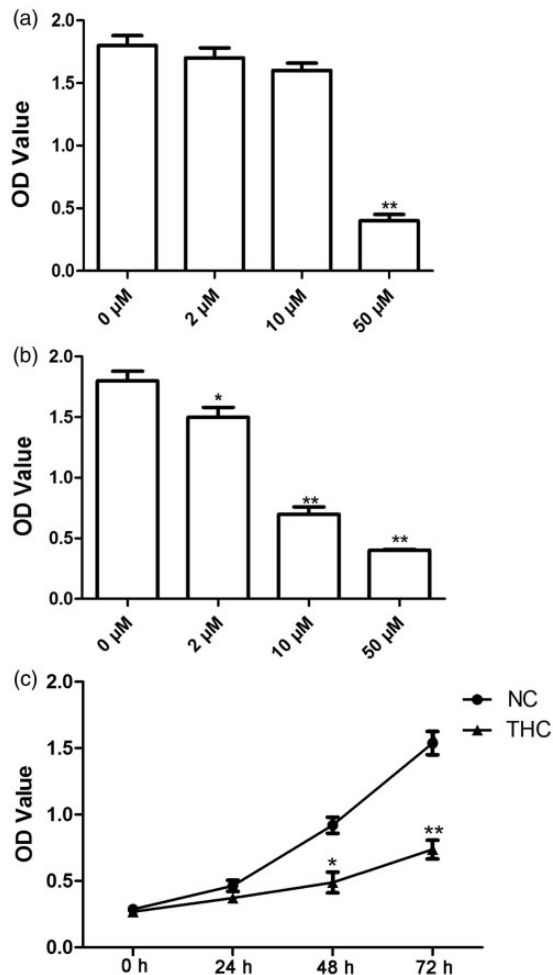 (a)
2.0
1.5
1.0
0.5
0.0
OD Value
**
0 µM
2 µM
10 µM
50 µM
(b)
2.0
1.5
1.0
0.5
0.0
OD Value
*
**
**
0 µM
2 µM
10 µM
50 µM
(c)
2.0
1.5
1.0
0.5
0.0
OD Value
NC
THC
*
**
0 h
24 h
48 h
72 h